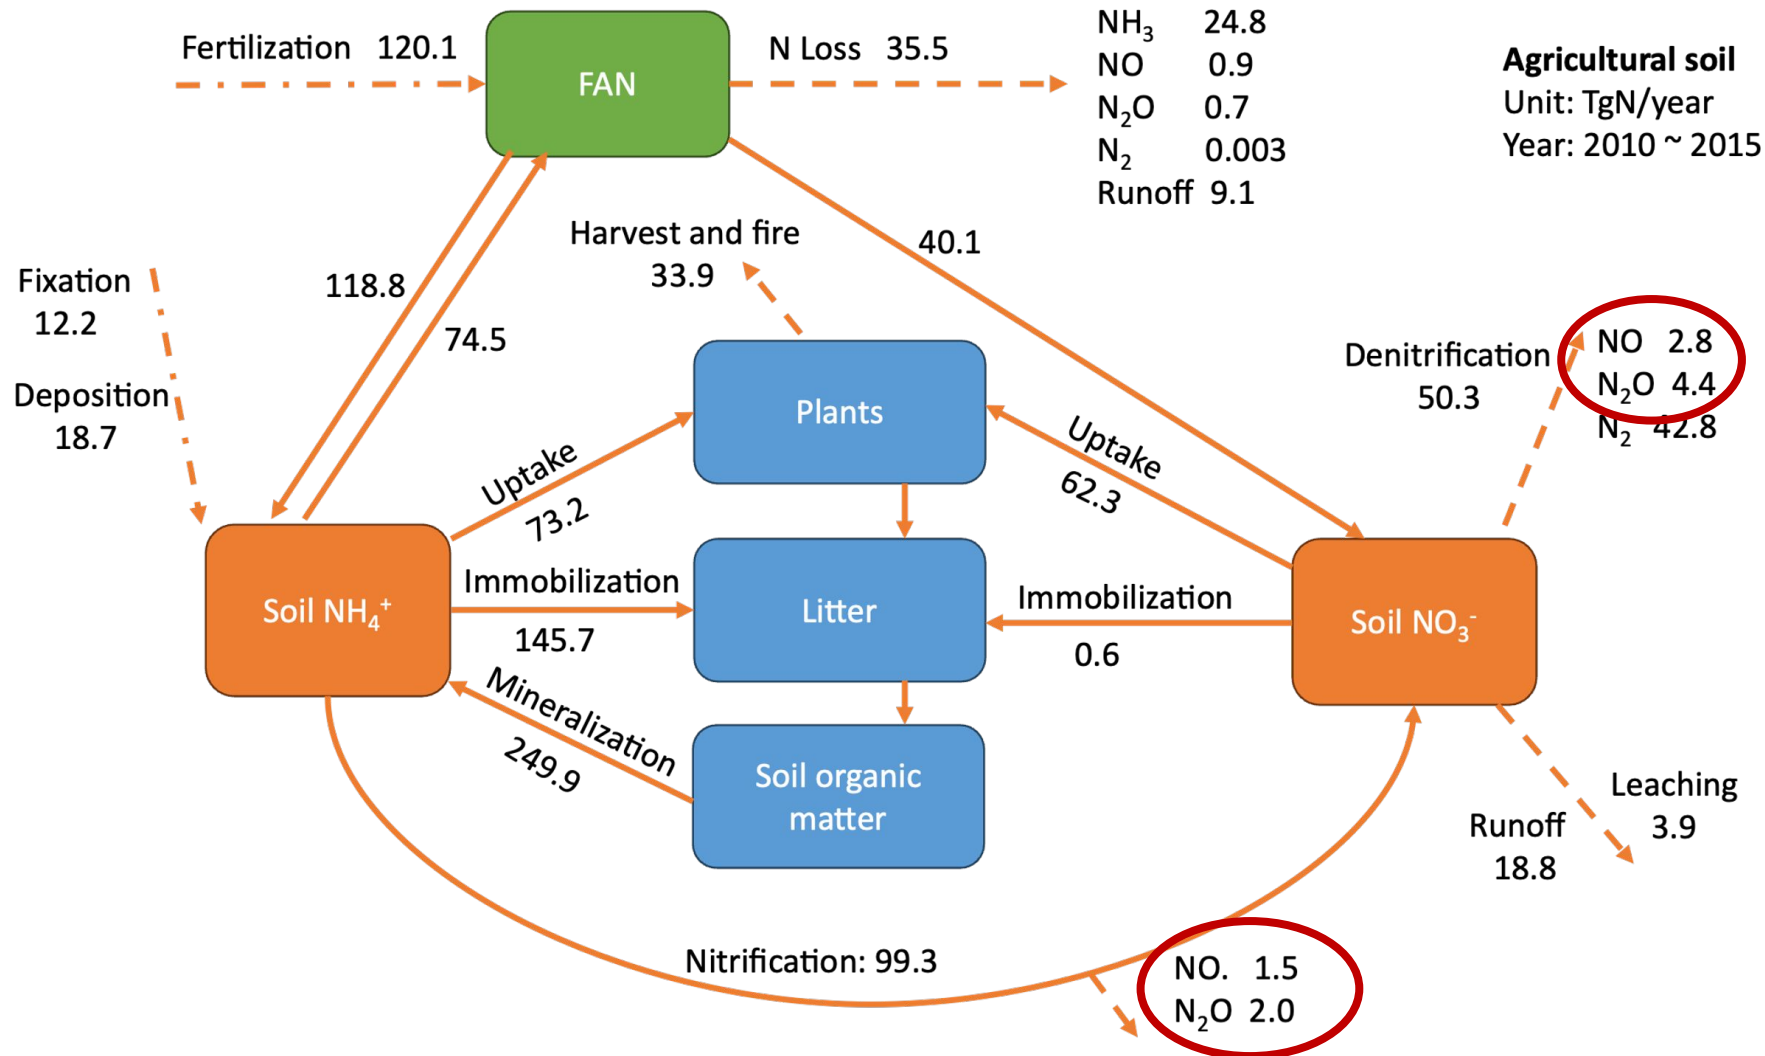 Fertilization 120.1
FAN
N Loss 35.5
NH₃ 24.8
NO 0.9
N₂O 0.7
N₂ 0.003
Runoff 9.1
Agricultural soil
Unit: TgN/year
Year: 2010 ~ 2015
Harvest and fire
33.9
40.1
Fixation
12.2
118.8
74.5
Deposition
18.7
Denitrification
50.3
NO 2.8
N₂O 4.4
N₂ 42.8
Plants
Uptake
73.2
Uptake
62.3
Soil NH₄⁺
Immobilization
145.7
Litter
Immobilization
0.6
Soil NO₃⁻
Mineralization
249.9
Soil organic
matter
Leaching
3.9
Runoff
18.8
Nitrification: 99.3
NO. 1.5
N₂O 2.0